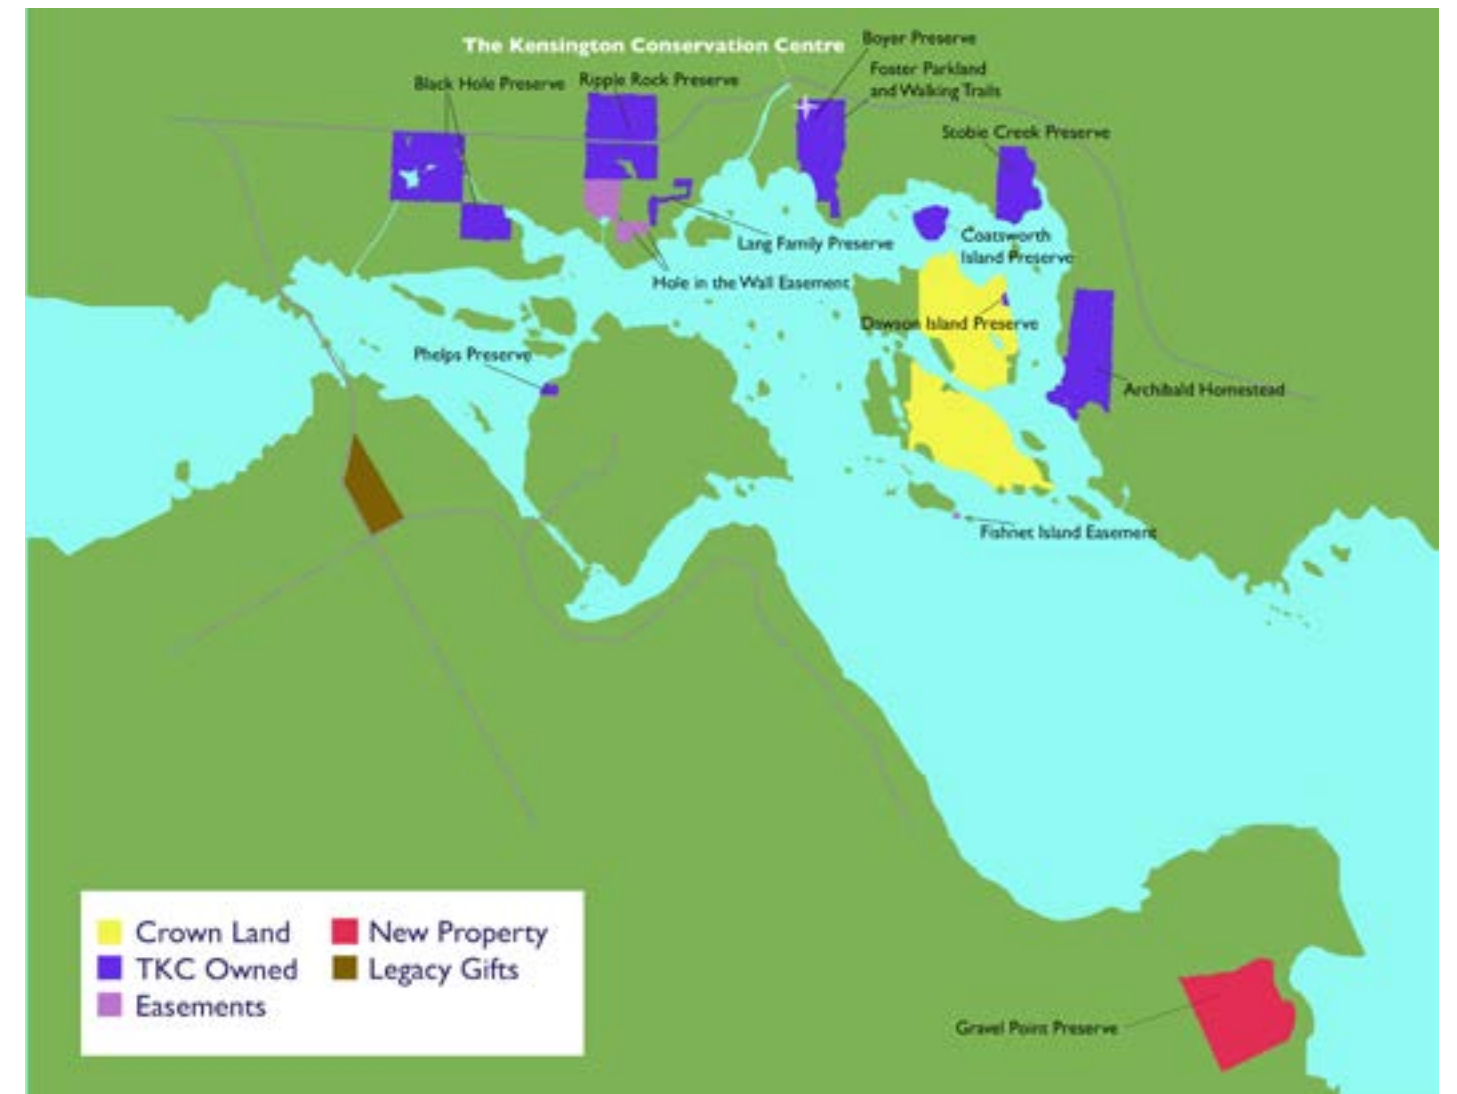 The Kensington Conservation Centre
Boyer Preserve
Foster Parkland
and Walking Trails
Black Hole Preserve
Ripple Rock Preserve
Stobie Creek Preserve
Lang Family Preserve
Coatsworth
Island Preserve
Hole in the Wall Easement
Dawson Island Preserve
Phelps Preserve
Archibald Homestead
Fishnet Island Easement
Crown Land
New Property
TKC Owned
Legacy Gifts
Easements
Gravel Point Preserve